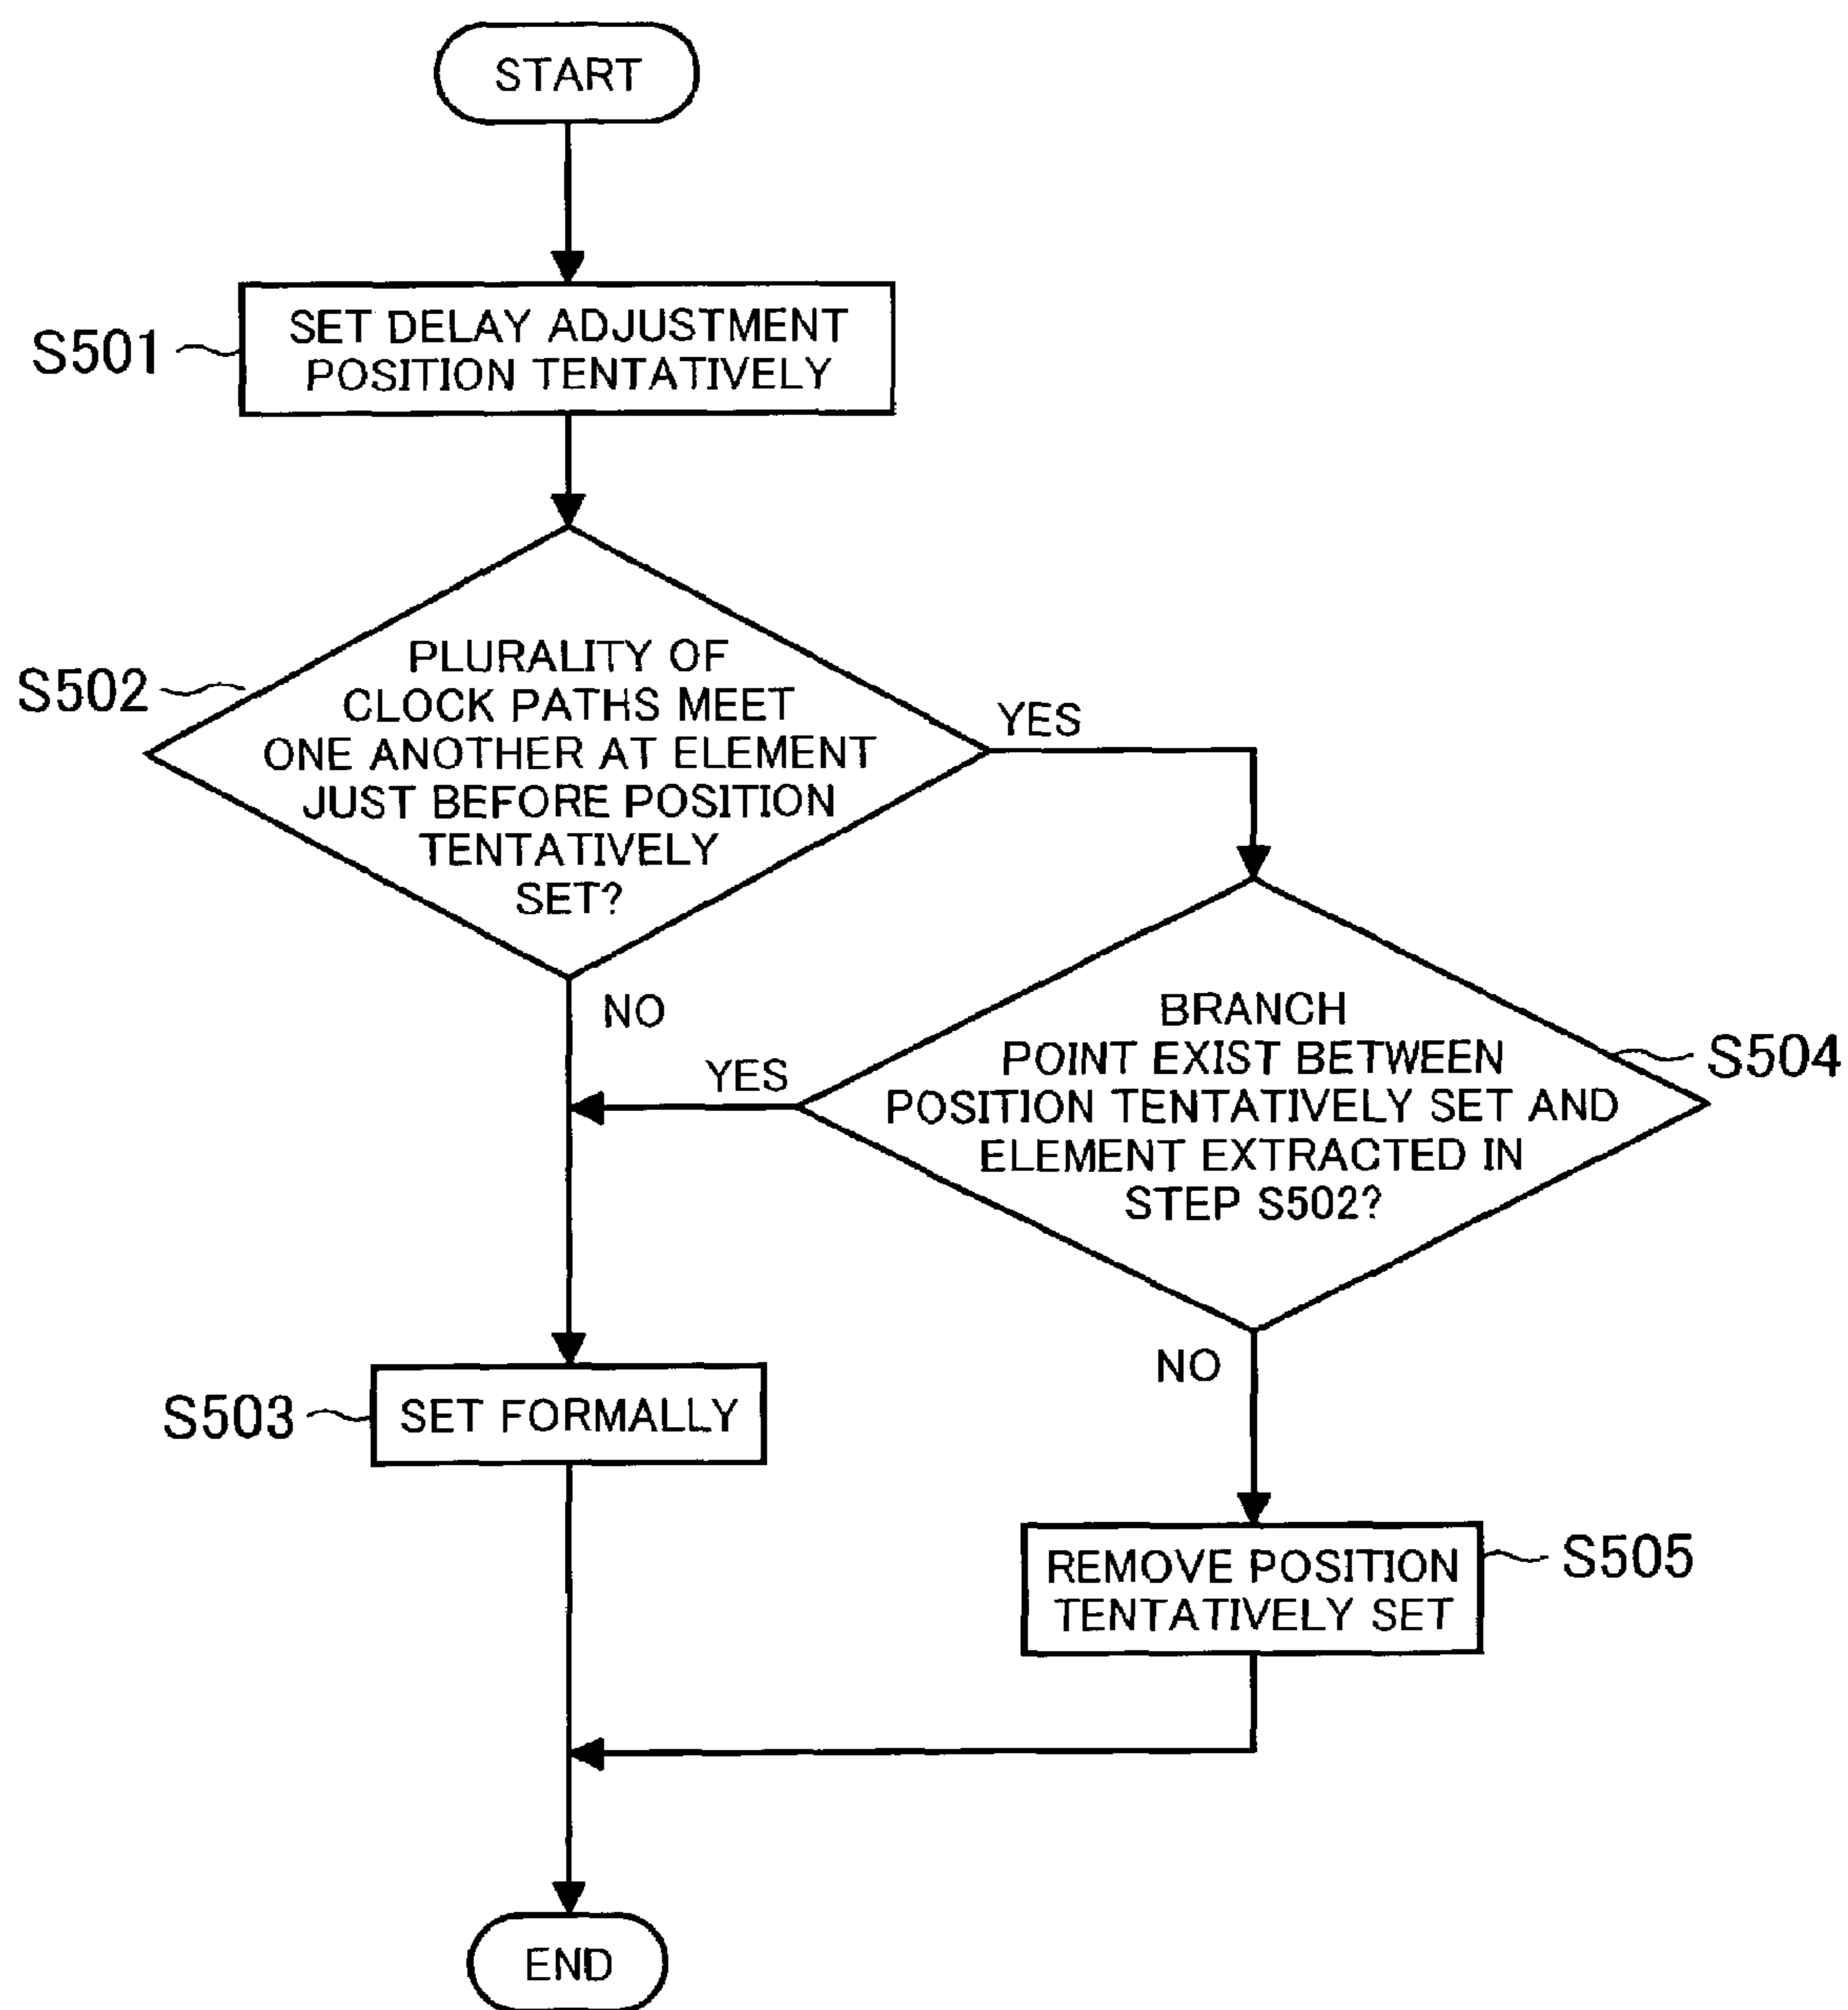 START
S501
SET DELAY ADJUSTMENT
POSITION TENTATIVELY
S502
PLURALITY OF
CLOCK PATHS MEET
ONE ANOTHER AT ELEMENT
JUST BEFORE POSITION
TENTATIVELY
SET?
YES
NO
BRANCH
POINT EXIST BETWEEN
POSITION TENTATIVELY SET AND
ELEMENT EXTRACTED IN
STEP S502?
S504
YES
NO
S503
SET FORMALLY
REMOVE POSITION
TENTATIVELY SET
S505
END